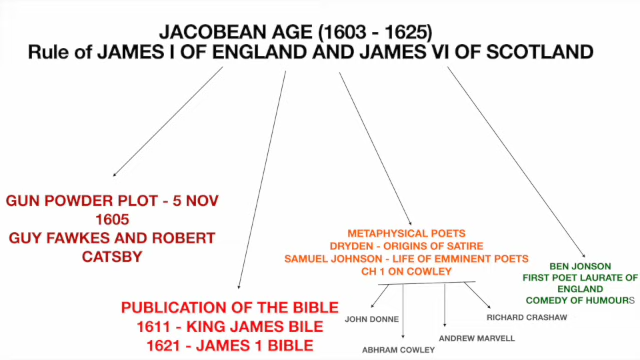 JACOBEAN AGE (1603 - 1625)
Rule of JAMES I OF ENGLAND AND JAMES VI OF SCOTLAND
GUN POWDER PLOT - 5 NOV
1605
GUY FAWKES AND ROBERT
CATSBY
PUBLICATION OF THE BIBLE
1611 - KING JAMES BILE
1621 - JAMES 1 BIBLE
METAPHYSICAL POETS
DRYDEN - ORIGINS OF SATIRE
SAMUEL JOHNSON - LIFE OF EMMINENT POETS
CH 1 ON COWLEY
JOHN DONNE
ABHRAM COWLEY
ANDREW MARVELL
RICHARD CRASHAW
BEN JONSON
FIRST POET LAURATE OF
ENGLAND
COMEDY OF HUMOURS